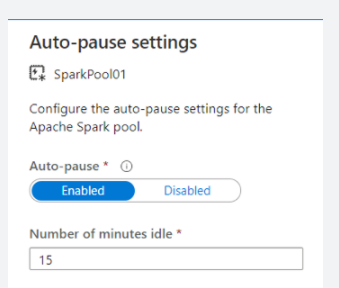 Auto-pause settings
SparkPool01
Configure the auto-pause settings for the
Apache Spark pool.
Auto-pause *
Enabled Disabled
Number of minutes idle *
15